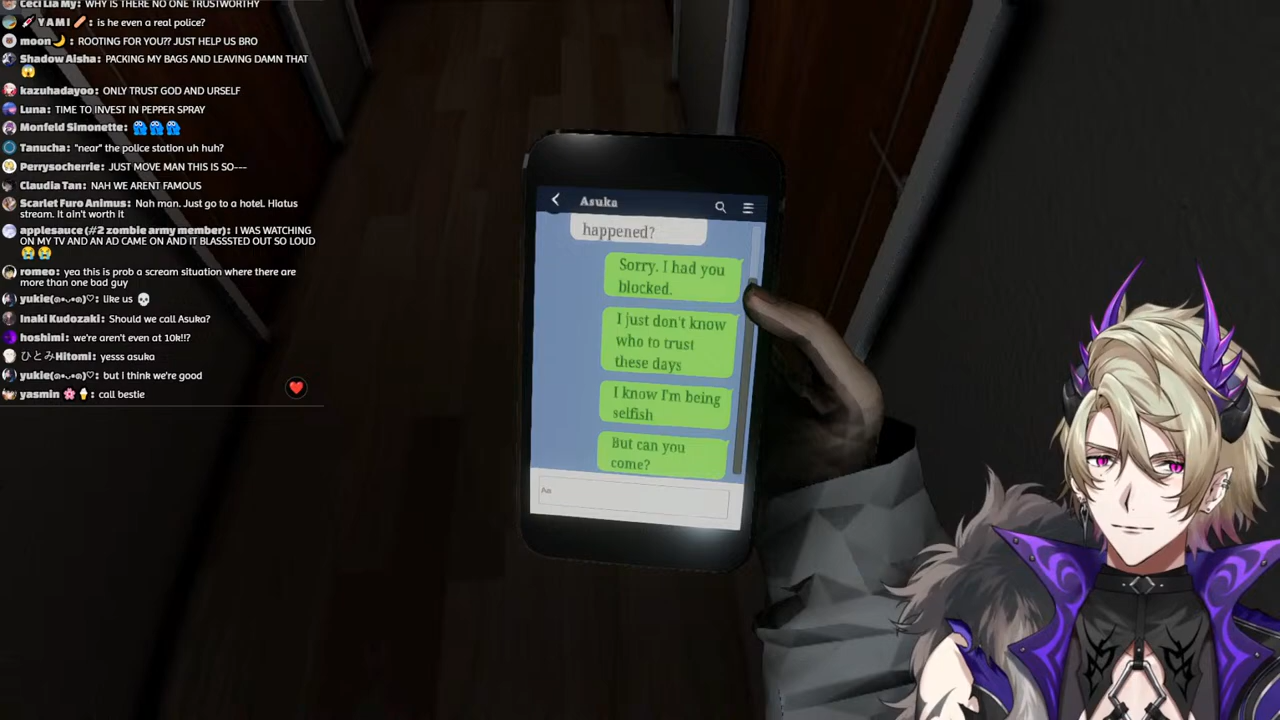 Ceci Lia My: WHY IS THERE NO ONE TRUSTWORTHY
YAMI : is he even a real police?
moon🌙 : ROOTING FOR YOU?? JUST HELP US BRO
Shadow Aisha: PACKING MY BAGS AND LEAVING DAMN THAT
😱
kazuhadayoo: ONLY TRUST GOD AND URSELF
Luna: TIME TO INVEST IN PEPPER SPRAY
Monfeld Simonette:
Tanucha: "near" the police station uh huh?
Perrysocherrie: JUST MOVE MAN THIS IS SO---
Claudia Tan: NAH WE ARENT FAMOUS
Scarlet Furo Animus: Nah man. Just go to a hotel. Hiatus
stream. It ain't worth it
applesauce (#2 zombie army member): I WAS WATCHING
ON MY TV AND AN AD CAME ON AND IT BLASSSTED OUT SO LOUD
😭😭
romeo: yea this is prob a scream situation where there are
more than one bad guy
yukie(๑•ᴗ•๑)♡: like us 💀
Inaki Kudozaki: Should we call Asuka?
hoshimi: we're aren't even at 10k!!?
ひとみHitomi: yesss asuka
yukie(๑•ᴗ•๑)♡: but i think we're good
yasmin 🌸🍦: call bestie
Asuka
happened?
Sorry. I had you
blocked.
I just don't know
who to trust
these days
I know I'm being
selfish
But can you
come?
Aa